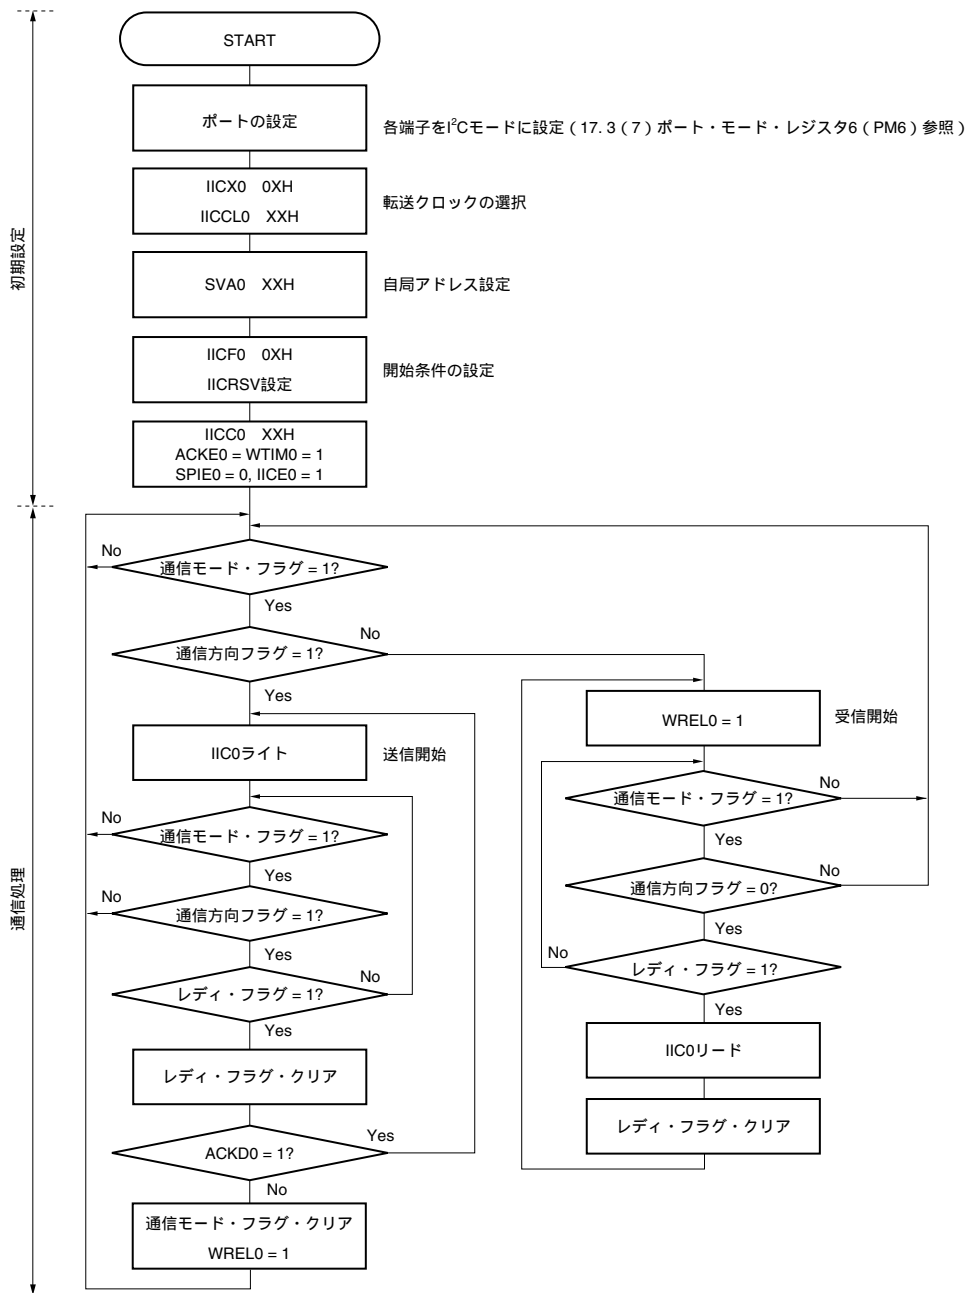 START
ポートの設定
各端子をI²Cモードに設定(17.3(7)ポート・モード・レジスタ6(PM6)参照)
IICX0 0XH
IICCL0 XXH
転送クロックの選択
初期設定
SVA0 XXH
自局アドレス設定
IICF0 0XH
IICRSV設定
開始条件の設定
IICC0 XXH
ACKE0 = WTIM0 = 1
SPIE0 = 0, IICE0 = 1
通信処理
No
通信モード・フラグ = 1?
Yes
通信方向フラグ = 1?
No
Yes
IIC0ライト
送信開始
No
通信モード・フラグ = 1?
Yes
No
通信方向フラグ = 1?
Yes
レディ・フラグ = 1?
No
Yes
レディ・フラグ・クリア
ACKD0 = 1?
Yes
No
通信モード・フラグ・クリア
WREL0 = 1
WREL0 = 1
受信開始
通信モード・フラグ = 1?
No
Yes
通信方向フラグ = 0?
No
Yes
No
レディ・フラグ = 1?
Yes
IIC0リード
レディ・フラグ・クリア